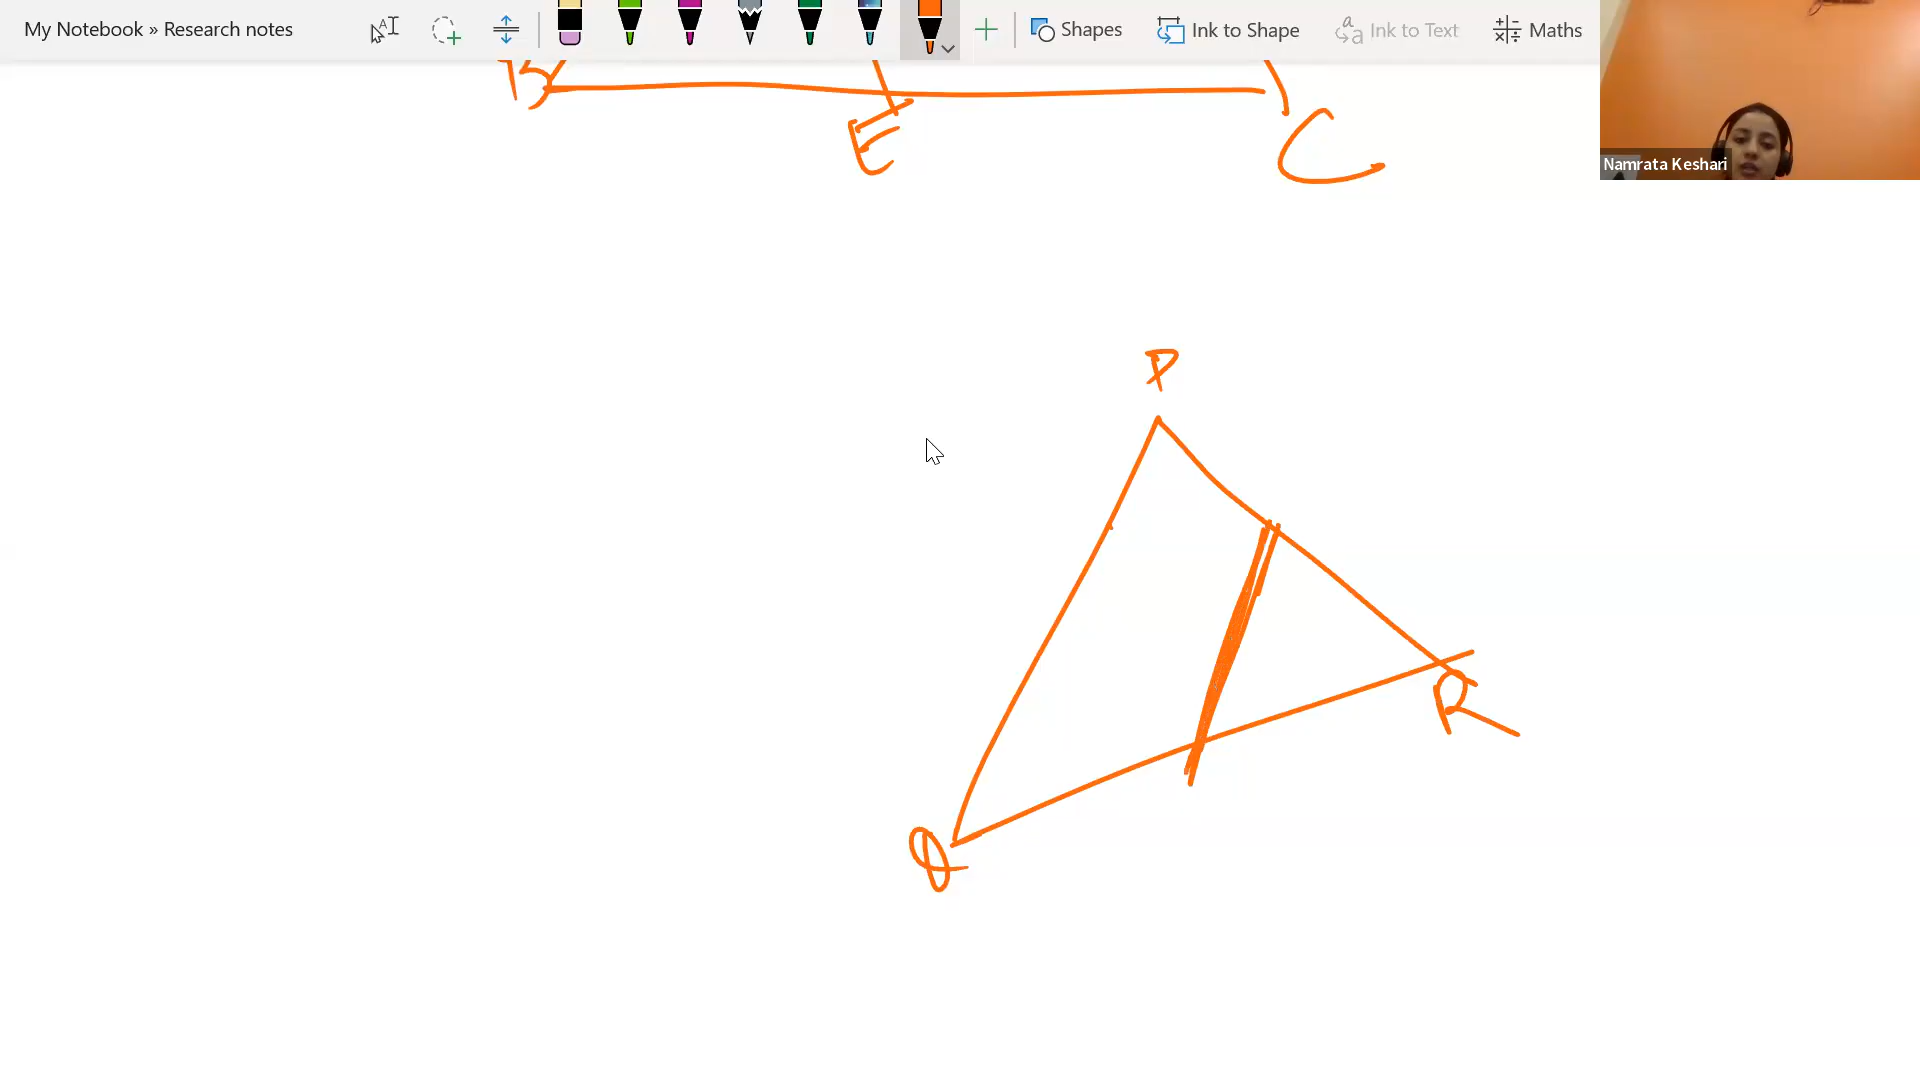 My Notebook » Research notes
Shapes
Ink to Shape
Ink to Text
Maths
Namrata Keshari
B
E
C
P
R
Q